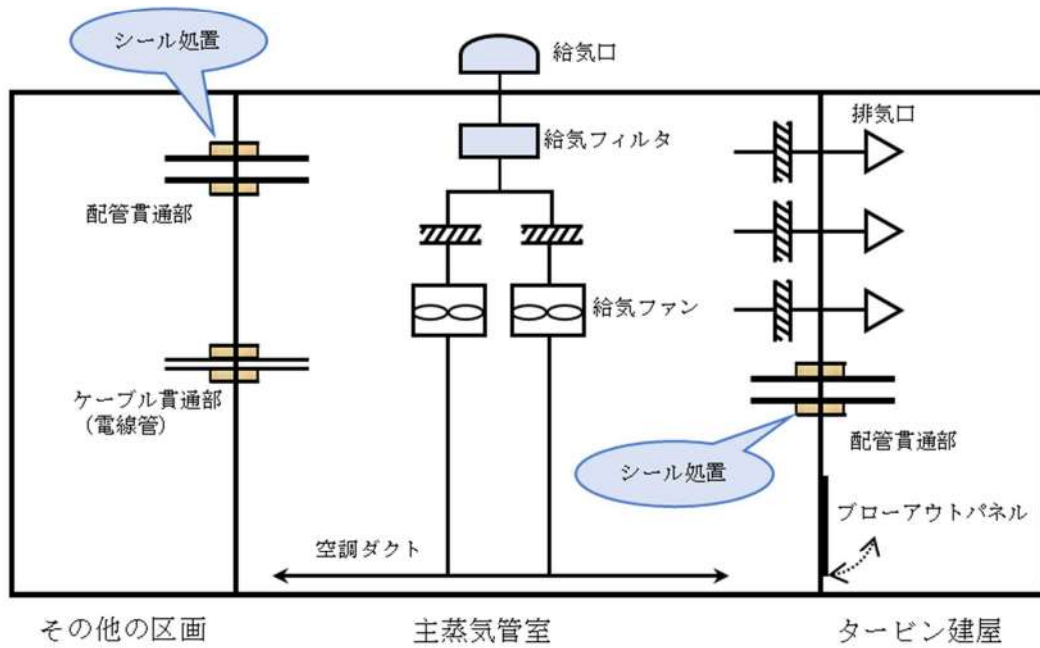 シール処置
給気口
給気フィルタ
排気口
配管貫通部
給気ファン
ケーブル貫通部
(電線管)
配管貫通部
シール処置
ブローアウトパネル
空調ダクト
その他の区画
主蒸気管室
タービン建屋